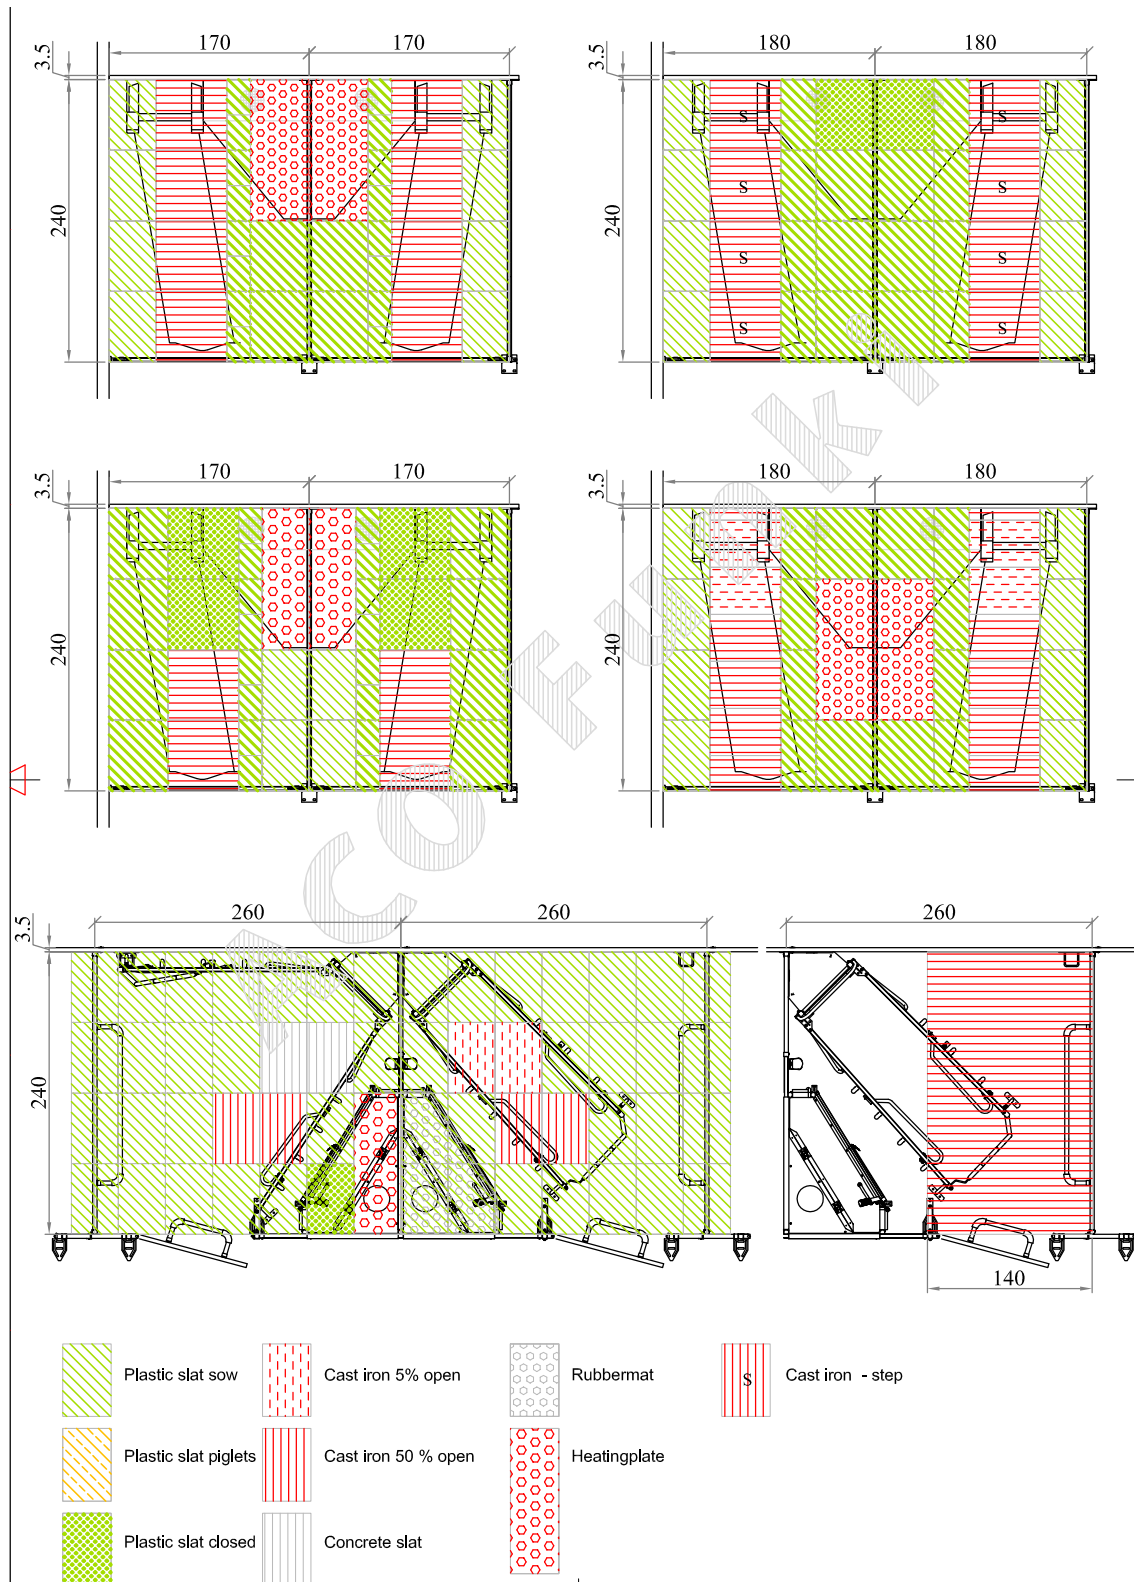 170 170
3.5
240
180 180
3.5
240
S S
S S
S S
S S
170 170
3.5
240
180 180
3.5
240
ACO Funki
260 260
3.5
240
260
140
Plastic slat sow
Cast iron 5% open
Rubbermat
S
Cast iron - step
Plastic slat piglets
Cast iron 50 % open
Heatingplate
Plastic slat closed
Concrete slat